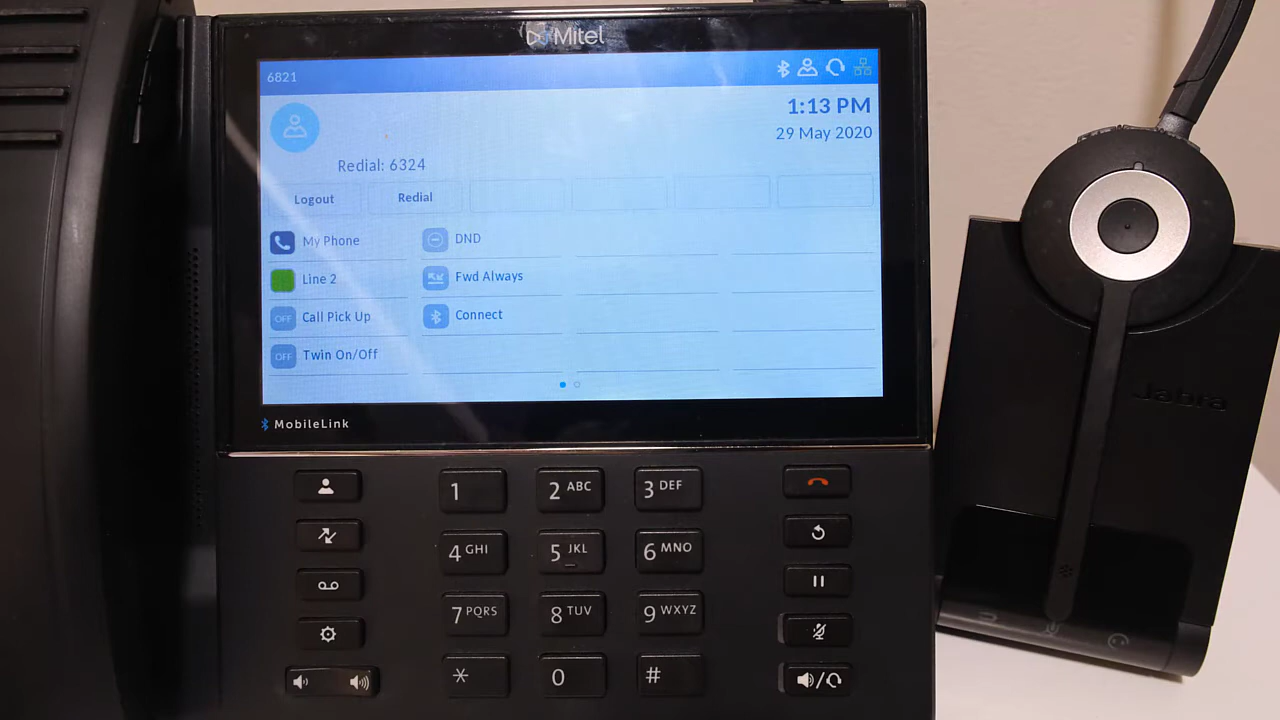 Mitel
6821
1:13 PM
29 May 2020
Redial: 6324
Logout Redial
My Phone DND
Line 2 Fwd Always
OFF Call Pick Up Connect
OFF Twin On/Off
MobileLink
Jabra
1 2 ABC 3 DEF
4 GHI 5 JKL 6 MNO
7 PQRS 8 TUV 9 WXYZ
* 0 #